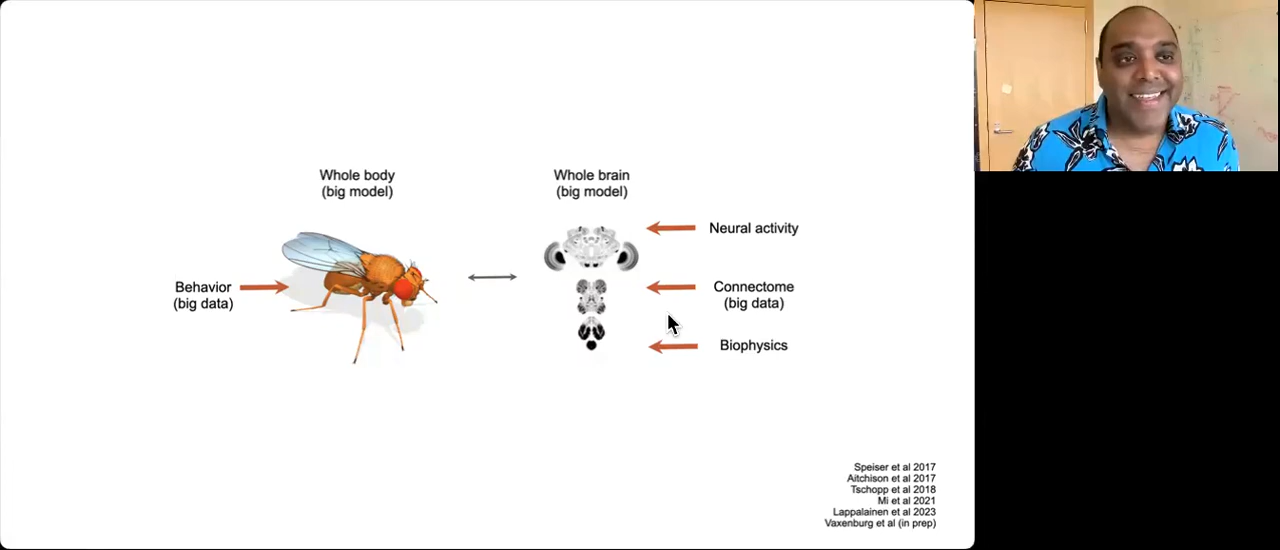 Whole body
(big model)
Whole brain
(big model)
Behavior
(big data)
Neural activity
Connectome
(big data)
Biophysics
Speiser et al 2017
Aitchison et al 2017
Tschopp et al 2018
Mi et al 2021
Lappalainen et al 2023
Vaxenburg et al (in prep)